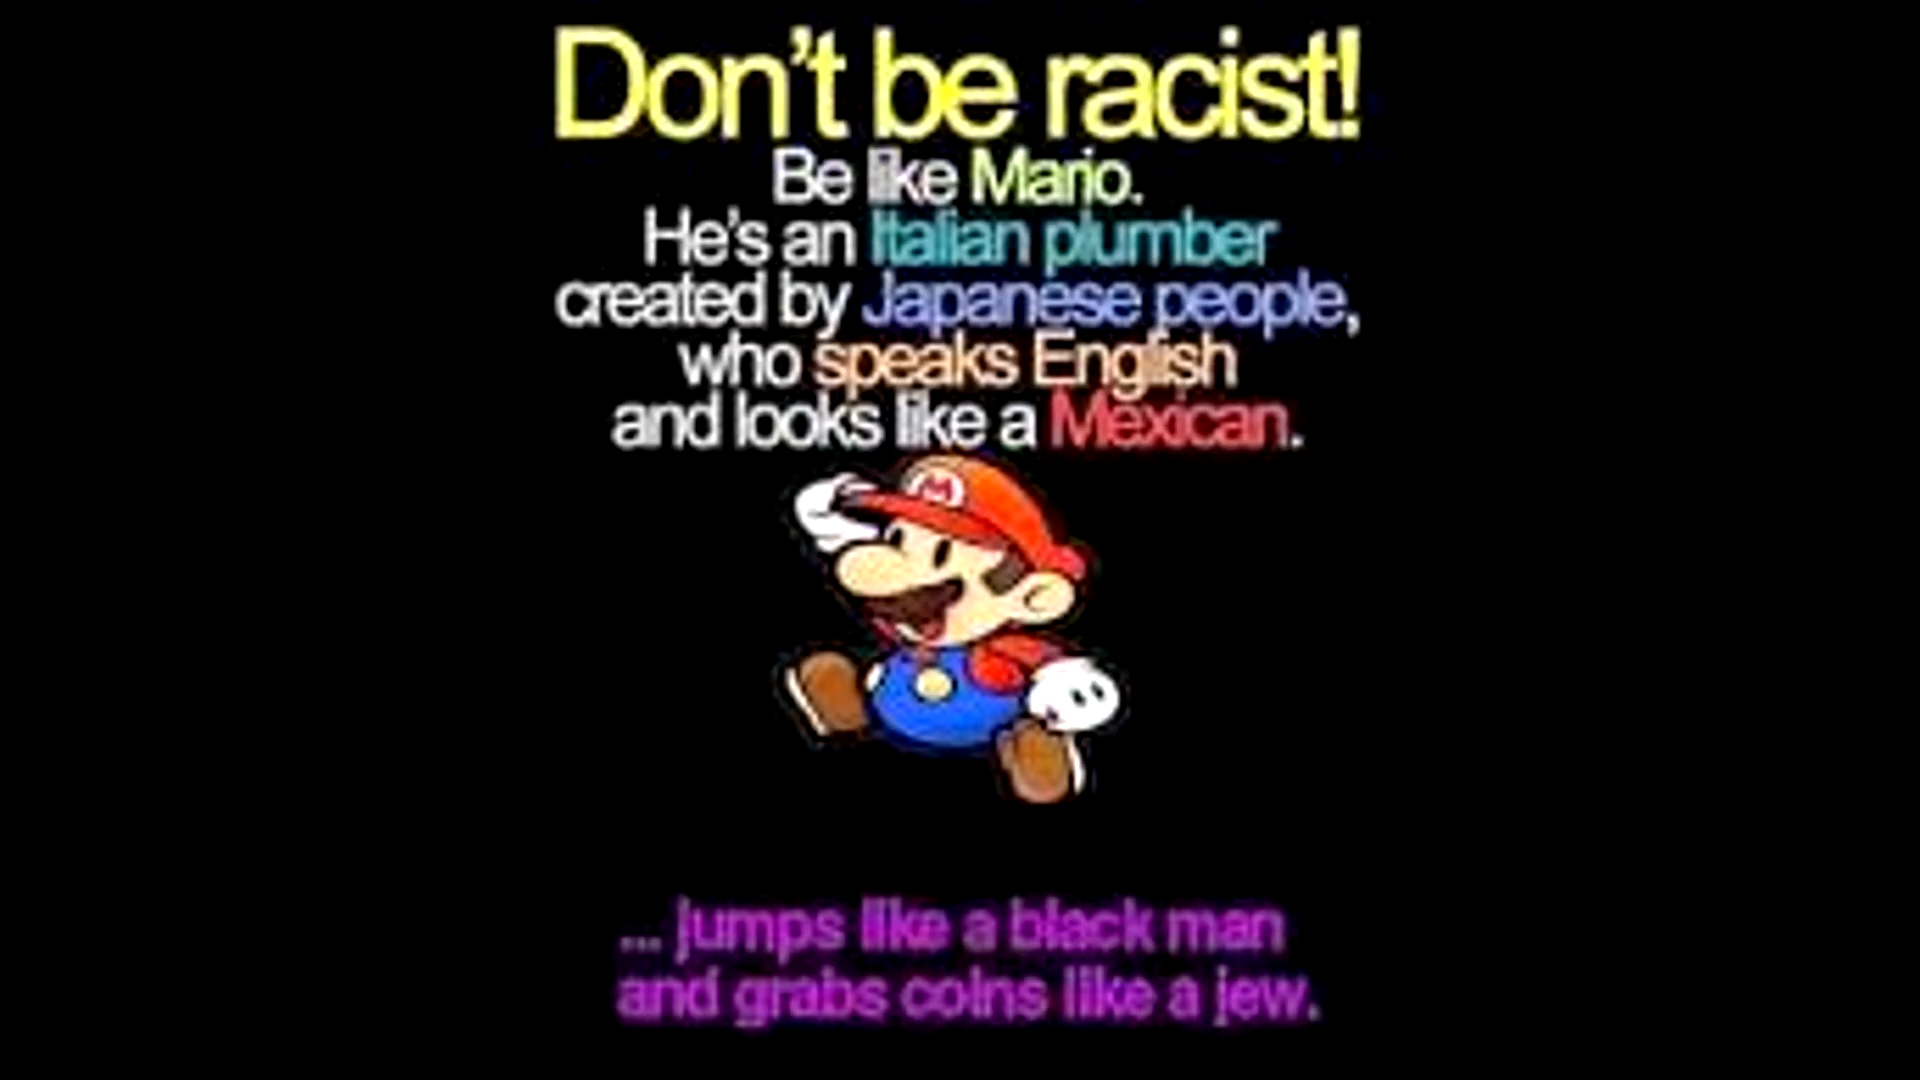 Don't be racist!
Be like Mario.
He's an Italian plumber
created by Japanese people,
who speaks English
and looks like a Mexican.
M
... jumps like a black man
and grabs coins like a jew.